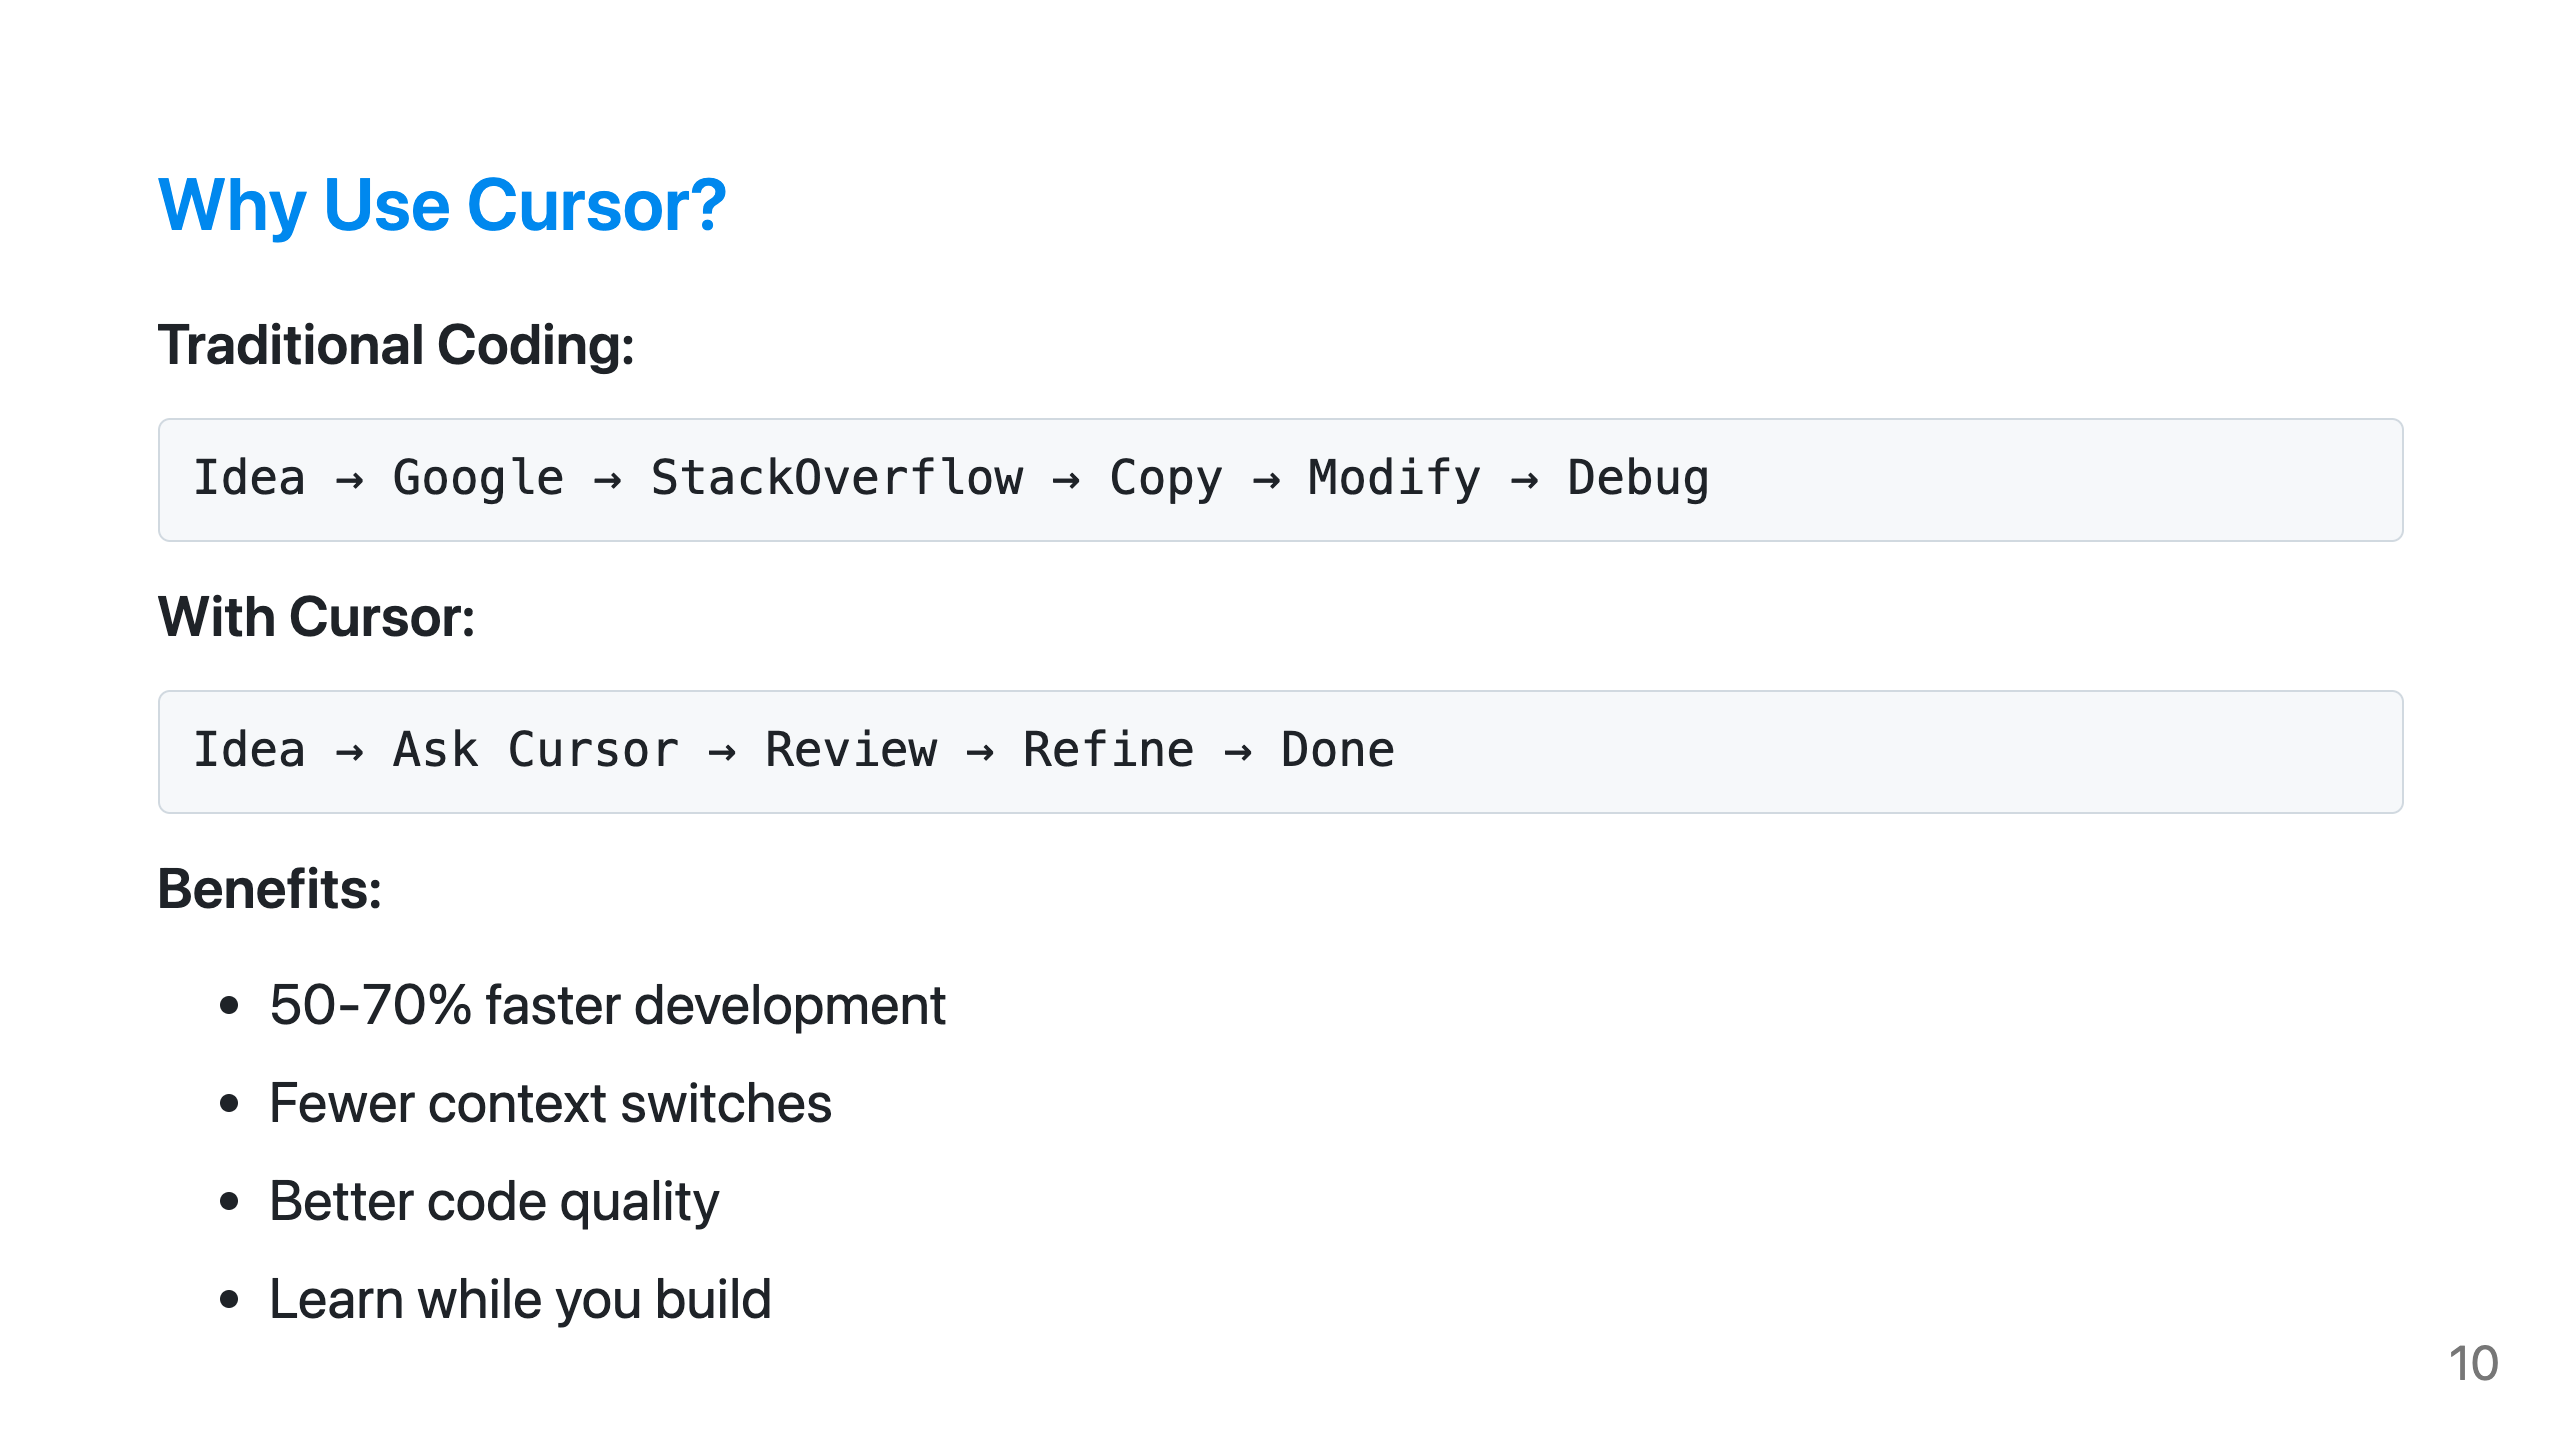 Why Use Cursor?
Traditional Coding:
Idea → Google → StackOverflow → Copy → Modify → Debug
With Cursor:
Idea → Ask Cursor → Review → Refine → Done
Benefits:
• 50-70% faster development
• Fewer context switches
• Better code quality
• Learn while you build
10